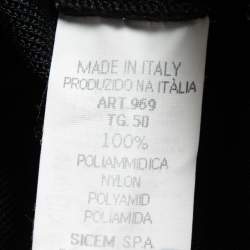 MADE IN ITALY
PRODUZIDO NA ITÀLIA
ART.969
TG.50
100%
POLIAMMIDICA
NYLON
POLYAMID
POLIAMIDA
SICEM S.P.A.